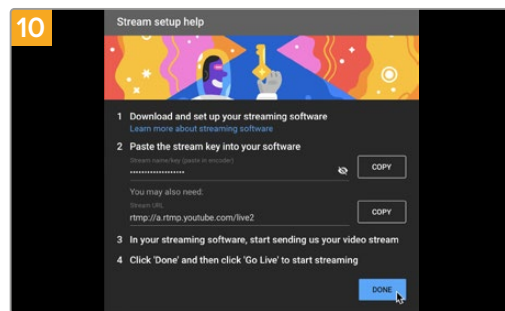 10
Stream setup help
1 Download and set up your streaming software
Learn more about streaming software
2 Paste the stream key into your software
Stream name/key (paste in encoder)
••••••••••••••••••••
COPY
You may also need:
Stream URL
rtmp://a.rtmp.youtube.com/live2
COPY
3 In your streaming software, start sending us your video stream
4 Click 'Done' and then click 'Go Live' to start streaming
DONE